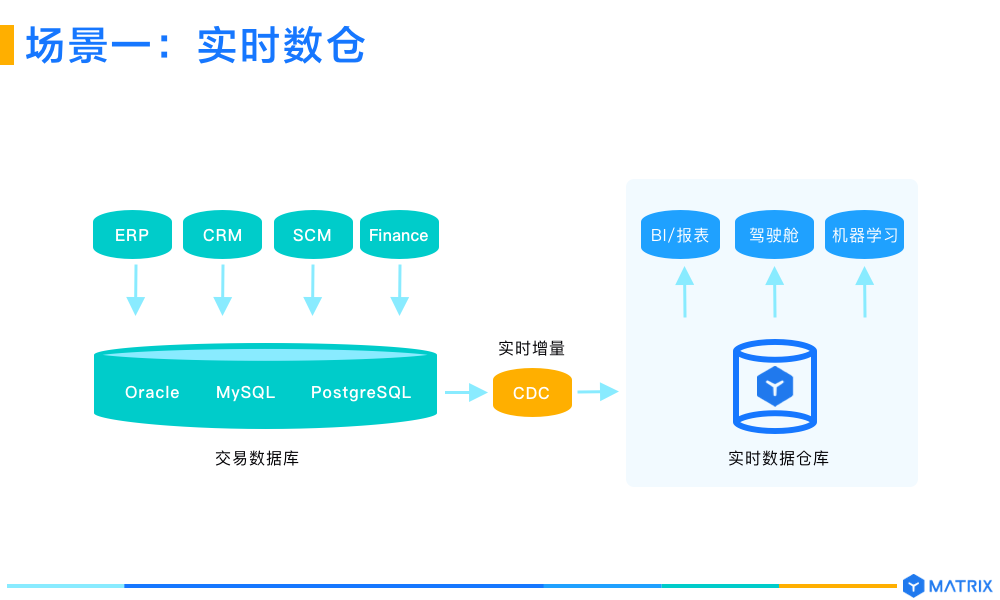 场景一：实时数仓
ERP
CRM
SCM
Finance
BI/报表
驾驶舱
机器学习
实时增量
Oracle
MySQL
PostgreSQL
CDC
交易数据库
实时数据仓库
MATRIX